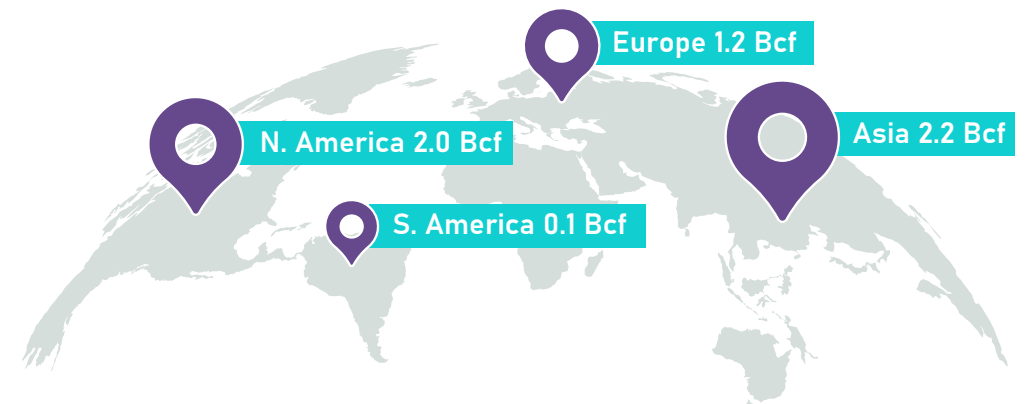 Europe 1.2 Bcf
N. America 2.0 Bcf
Asia 2.2 Bcf
S. America 0.1 Bcf